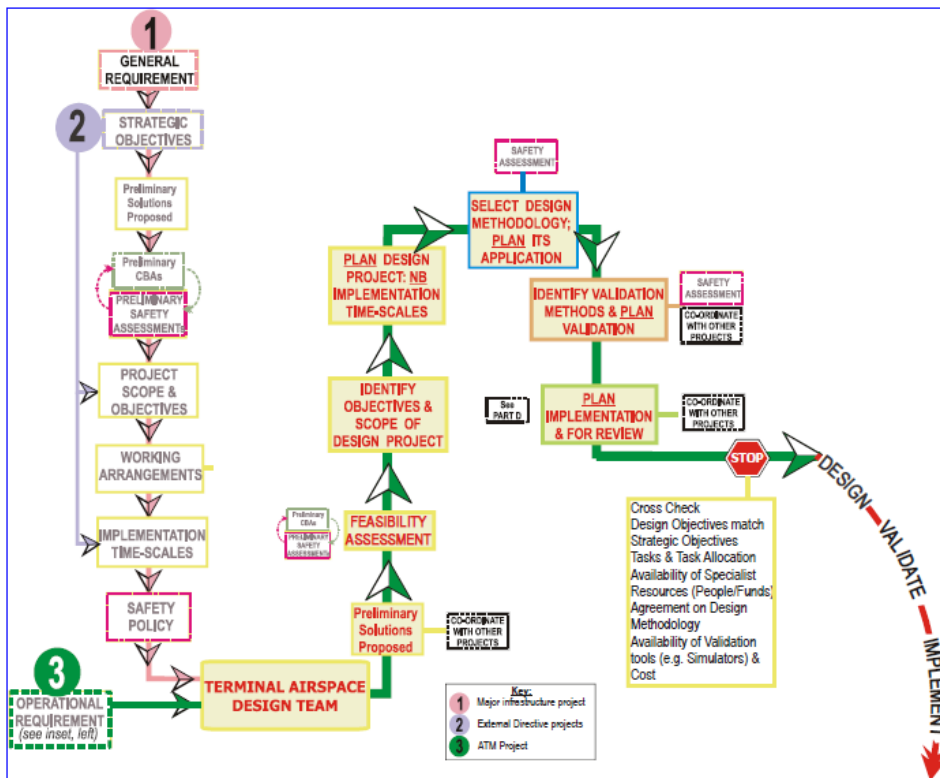 1
GENERAL
REQUIREMENT
2
STRATEGIC
OBJECTIVES
Preliminary
Solutions
Proposed
Preliminary
CBAs
PRELIMINARY
SAFETY
ASSESSMENTs
PROJECT
SCOPE &
OBJECTIVES
WORKING
ARRANGEMENTS
IMPLEMENTATION
TIME-SCALES
SAFETY
POLICY
3
OPERATIONAL
REQUIREMENT
(see inset, left)
TERMINAL AIRSPACE
DESIGN TEAM
Preliminary
Solutions
Proposed
CO-ORDINATE
WITH OTHER
PROJECTS
FEASIBILITY
ASSESSMENT
Preliminary
CBAs
PRELIMINARY
SAFETY
ASSESSMENTs
IDENTIFY
OBJECTIVES &
SCOPE OF
DESIGN PROJECT
PLAN DESIGN
PROJECT: NB
IMPLEMENTATION
TIME-SCALES
SAFETY
ASSESSMENT
SELECT DESIGN
METHODOLOGY;
PLAN ITS
APPLICATION
IDENTIFY VALIDATION
METHODS & PLAN
VALIDATION
SAFETY
ASSESSMENT
CO-ORDINATE
WITH OTHER
PROJECTS
See
PART D
PLAN
IMPLEMENTATION
& FOR REVIEW
CO-ORDINATE
WITH OTHER
PROJECTS
STOP
Cross Check
Design Objectives match
Strategic Objectives
Tasks & Task Allocation
Availability of Specialist
Resources (People/Funds)
Agreement on Design
Methodology
Availability of Validation
tools (e.g. Simulators) &
Cost
DESIGN
VALIDATE
IMPLEMENT
Key:
1 Major infrastructure project
2 External Directive projects
3 ATM Project